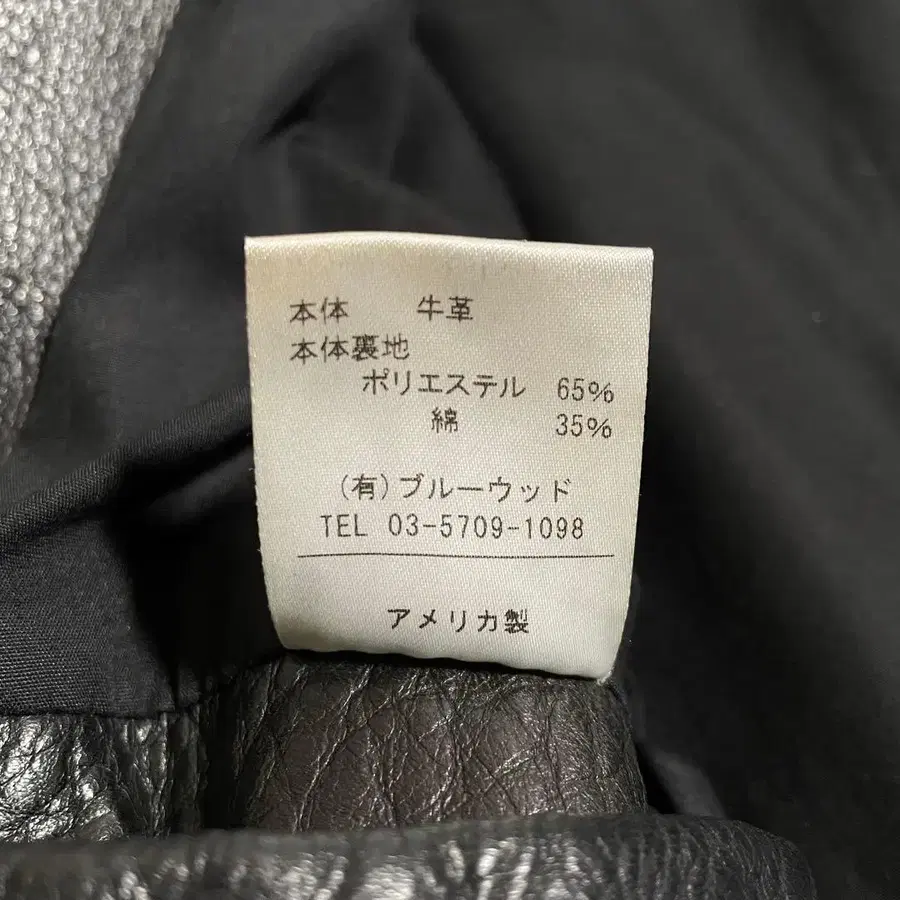 本体 牛革
本体裏地
ポリエステル 65%
綿 35%
(有)ブルーウッド
TEL 03-5709-1098
アメリカ製